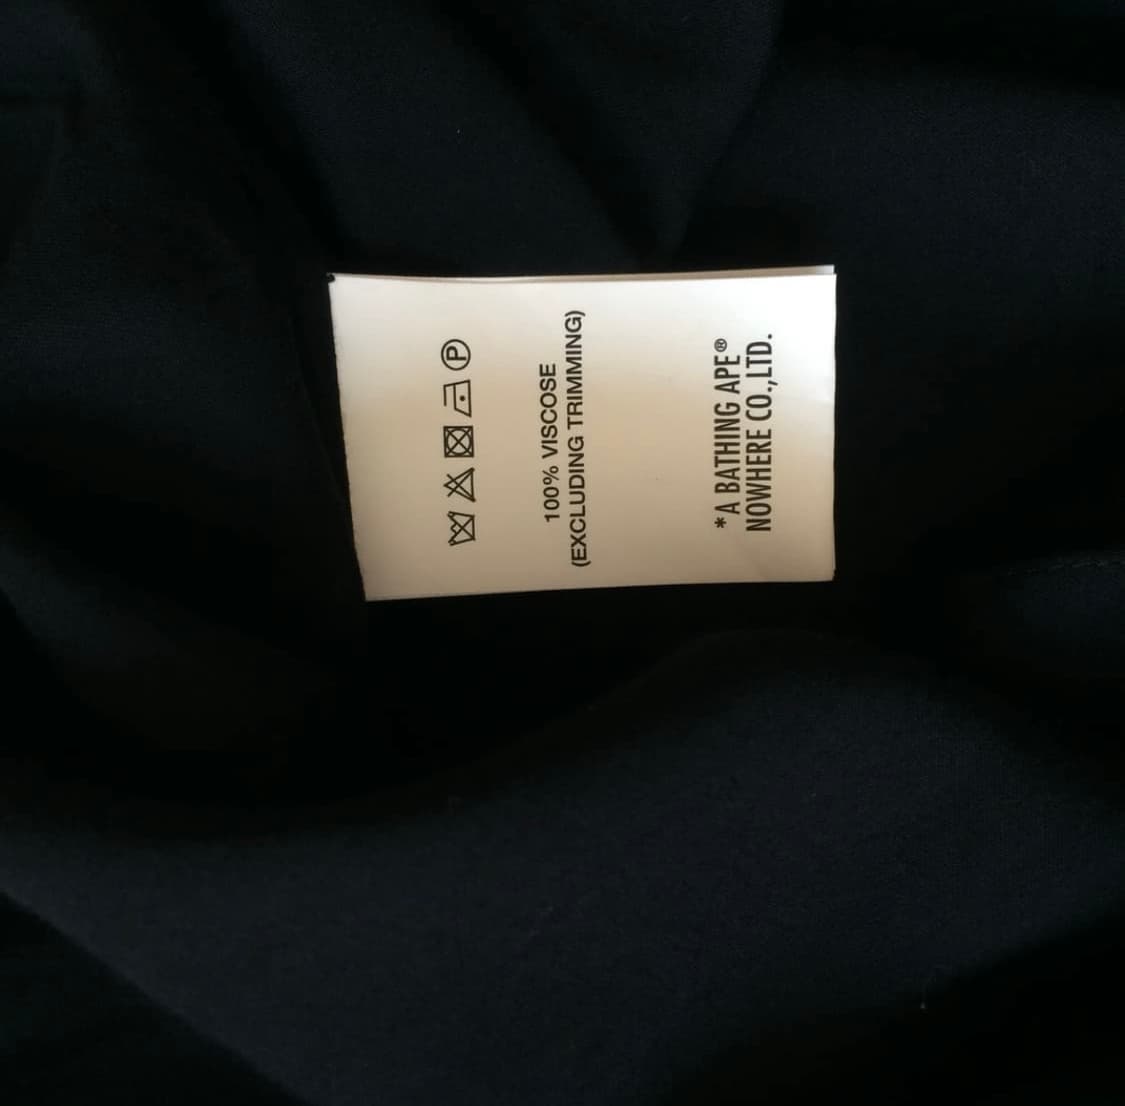 P
100% VISCOSE
(EXCLUDING TRIMMING)
*A BATHING APE®
NOWHERE CO.,LTD.